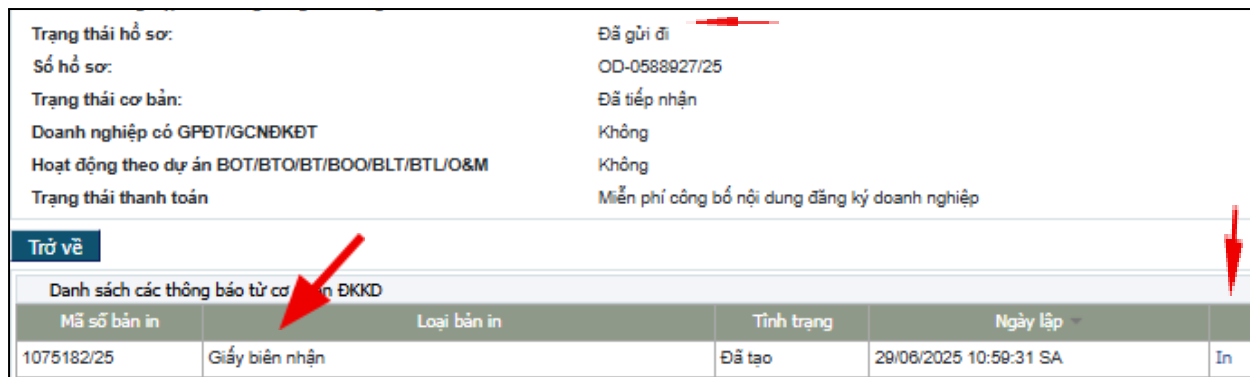 Trạng thái hồ sơ: Đã gửi đi
Số hồ sơ: OD-0588927/25
Trạng thái cơ bản: Đã tiếp nhận
Doanh nghiệp có GPĐT/GCNĐKĐT Không
Hoạt động theo dự án BOT/BTO/BT/BOO/BLT/BTL/O&M Không
Trạng thái thanh toán Miễn phí công bố nội dung đăng ký doanh nghiệp
Trở về
Danh sách các thông báo từ cơ ĐKKD
Mã số bản in Loại bản in Tình trạng Ngày lập
1075182/25 Giấy biên nhận Đã tạo 29/06/2025 10:59:31 SA In